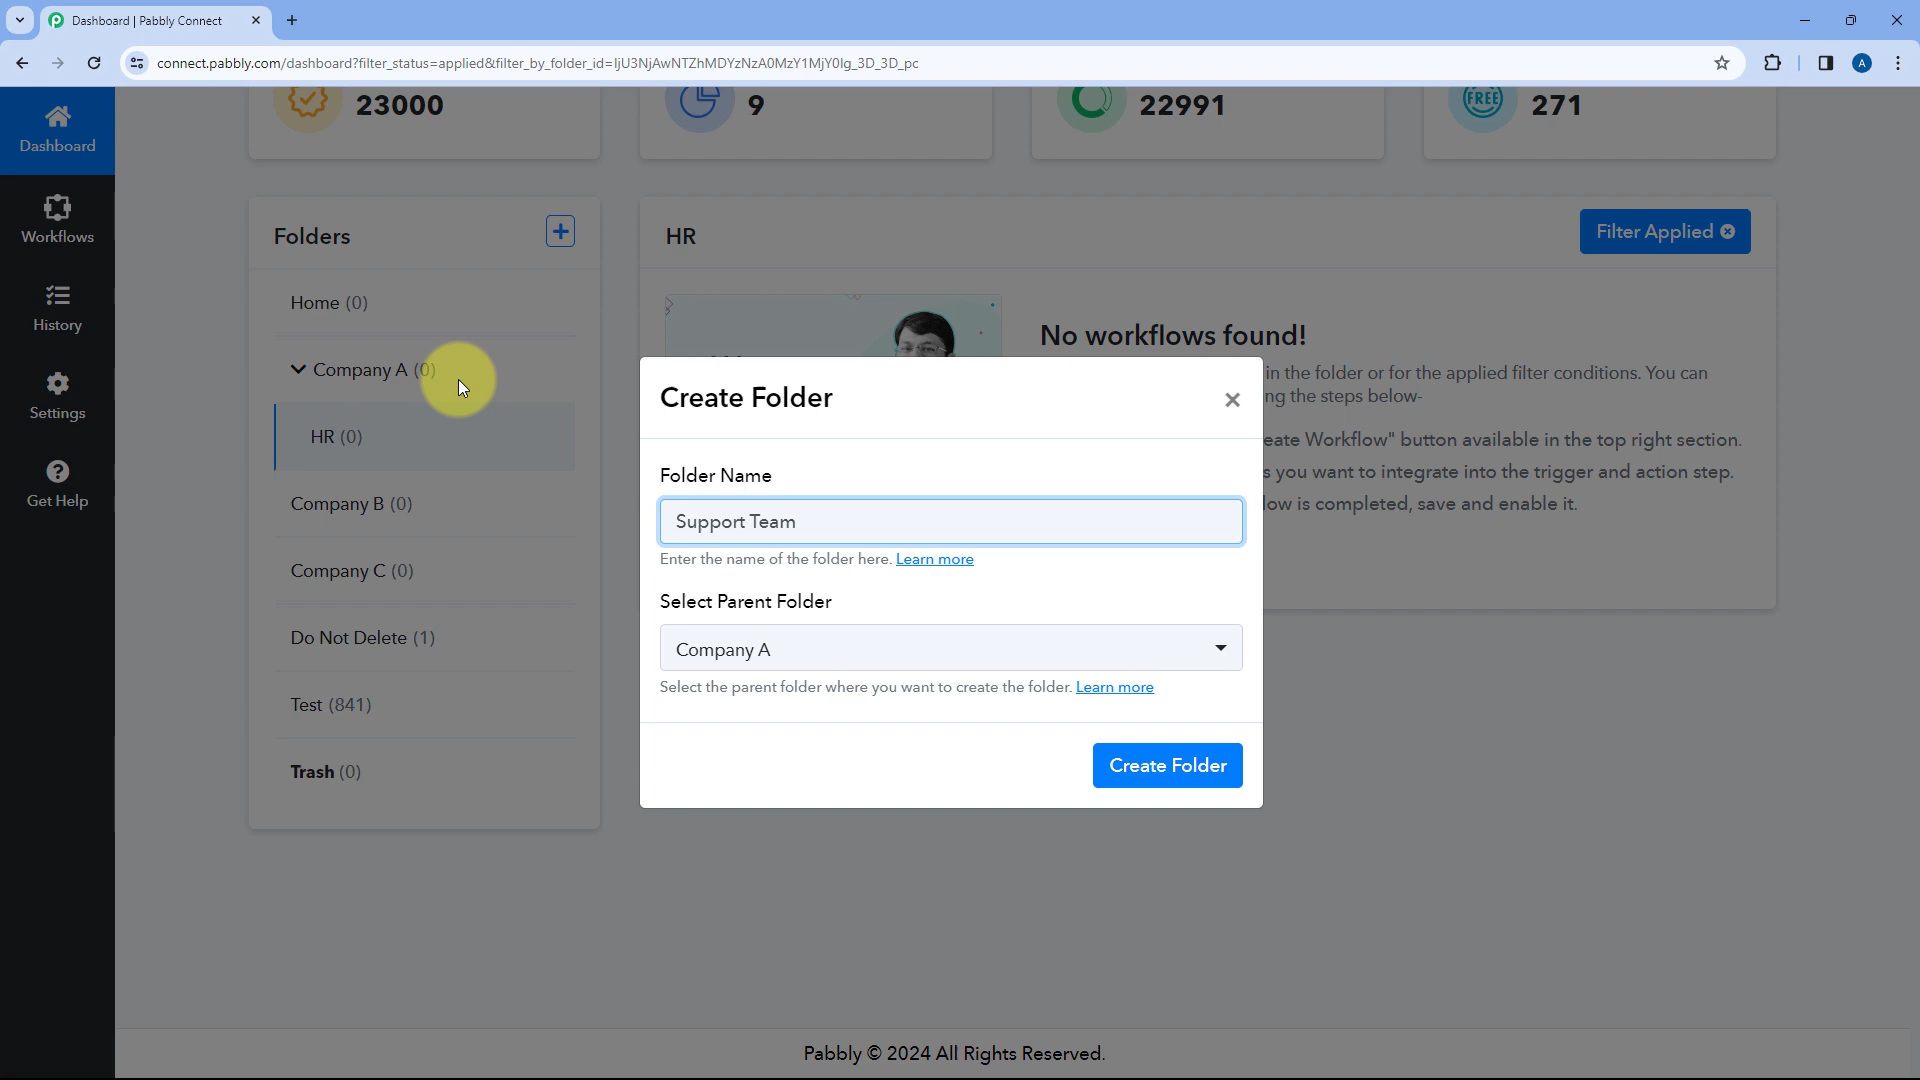 Dashboard | Pabbly Connect
connect.pabbly.com/dashboard?filter_status=applied&filter_by_folder_id=IjU3NjAwNTZhMDYzNzA0MzY1MjY0Ig_3D_3D_pc
A
23000
9
FREE
22991
271
Dashboard
Workflows
History
Settings
Get Help
Folders
Home (0)
Company A (0)
HR (0)
Company B (0)
Company C (0)
Do Not Delete (1)
Test (841)
Trash (0)
HR
Filter Applied
No workflows found!
in the folder or for the applied filter conditions. You can
ng the steps below-
eate Workflow" button available in the top right section.
s you want to integrate into the trigger and action step.
low is completed, save and enable it.
Create Folder
Folder Name
Support Team
Enter the name of the folder here. Learn more
Select Parent Folder
Company A
Select the parent folder where you want to create the folder. Learn more
Create Folder
Pabbly © 2024 All Rights Reserved.